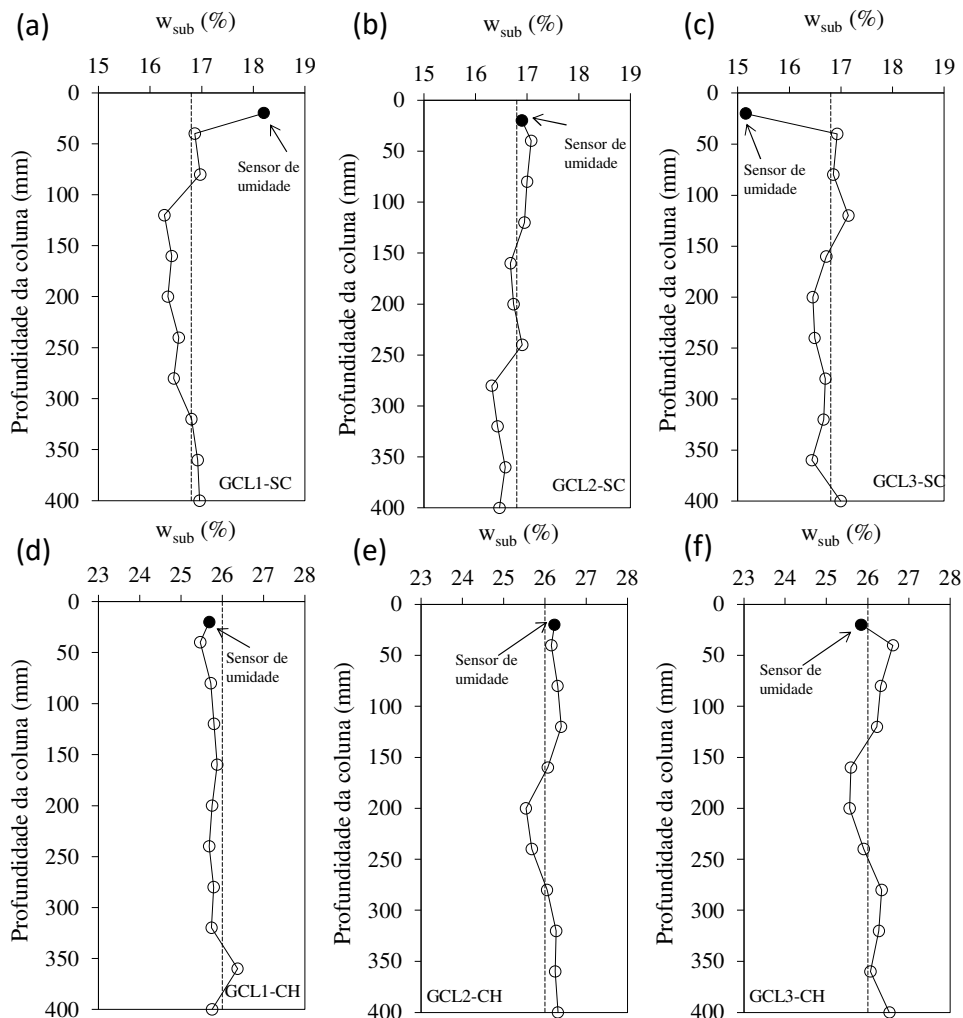 (a)
w_sub (%)
15 16 17 18 19
Profundidade da coluna (mm)
0
50
100
150
200
250
300
350
400
Sensor de
umidade
GCL1-SC
(b)
w_sub (%)
15 16 17 18 19
Profundidade da coluna (mm)
0
50
100
150
200
250
300
350
400
Sensor de
umidade
GCL2-SC
(c)
w_sub (%)
15 16 17 18 19
Profundidade da coluna (mm)
0
50
100
150
200
250
300
350
400
Sensor de
umidade
GCL3-SC
(d)
w_sub (%)
23 24 25 26 27 28
Profundidade da coluna (mm)
0
50
100
150
200
250
300
350
400
Sensor de
umidade
GCL1-CH
(e)
w_sub (%)
23 24 25 26 27 28
Profundidade da coluna (mm)
0
50
100
150
200
250
300
350
400
Sensor de
umidade
GCL2-CH
(f)
w_sub (%)
23 24 25 26 27 28
Profundidade da coluna (mm)
0
50
100
150
200
250
300
350
400
Sensor de
umidade
GCL3-CH